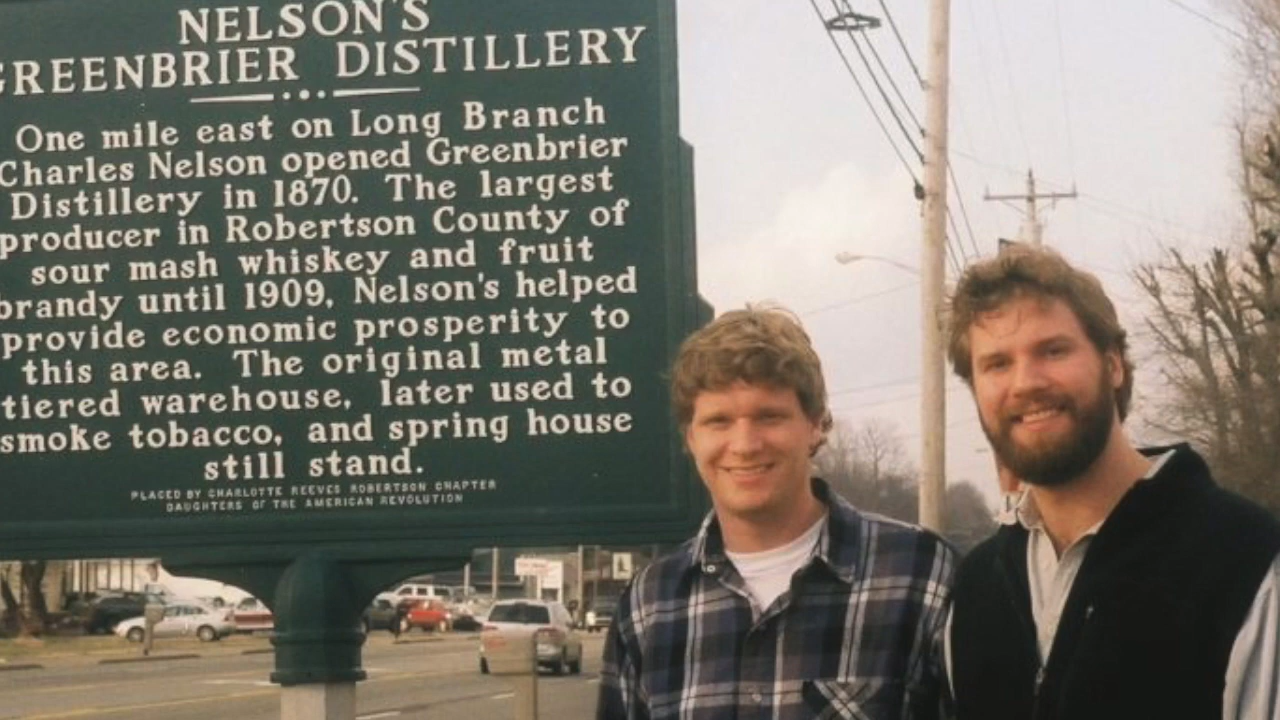 NELSON'S
GREENBRIER DISTILLERY
One mile east on Long Branch
Charles Nelson opened Greenbrier
Distillery in 1870. The largest
producer in Robertson County of
sour mash whiskey and fruit
brandy until 1909, Nelson's helped
provide economic prosperity to
this area. The original metal
tiered warehouse, later used to
smoke tobacco, and spring house
still stand.
PLACED BY CHARLOTTE REEVES ROBERTSON CHAPTER
DAUGHTERS OF THE AMERICAN REVOLUTION